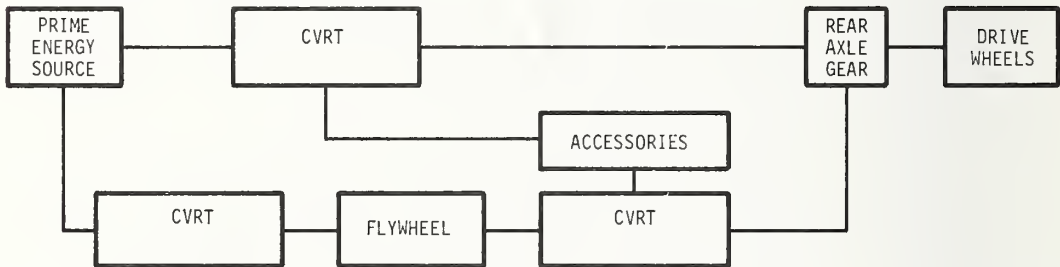 PRIME
ENERGY
SOURCE
CVRT
REAR
AXLE
GEAR
DRIVE
WHEELS
ACCESSORIES
CVRT
FLYWHEEL
CVRT